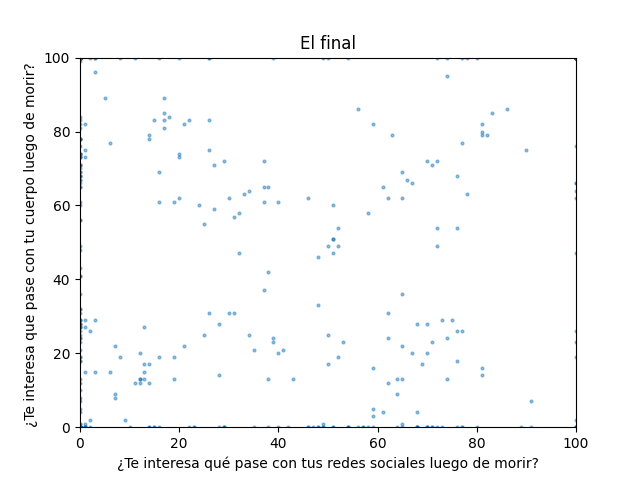 El final
100
80
60
40
20
0
¿Te interesa que pase con tu cuerpo luego de morir?
0 20 40 60 80 100
¿Te interesa qué pase con tus redes sociales luego de morir?